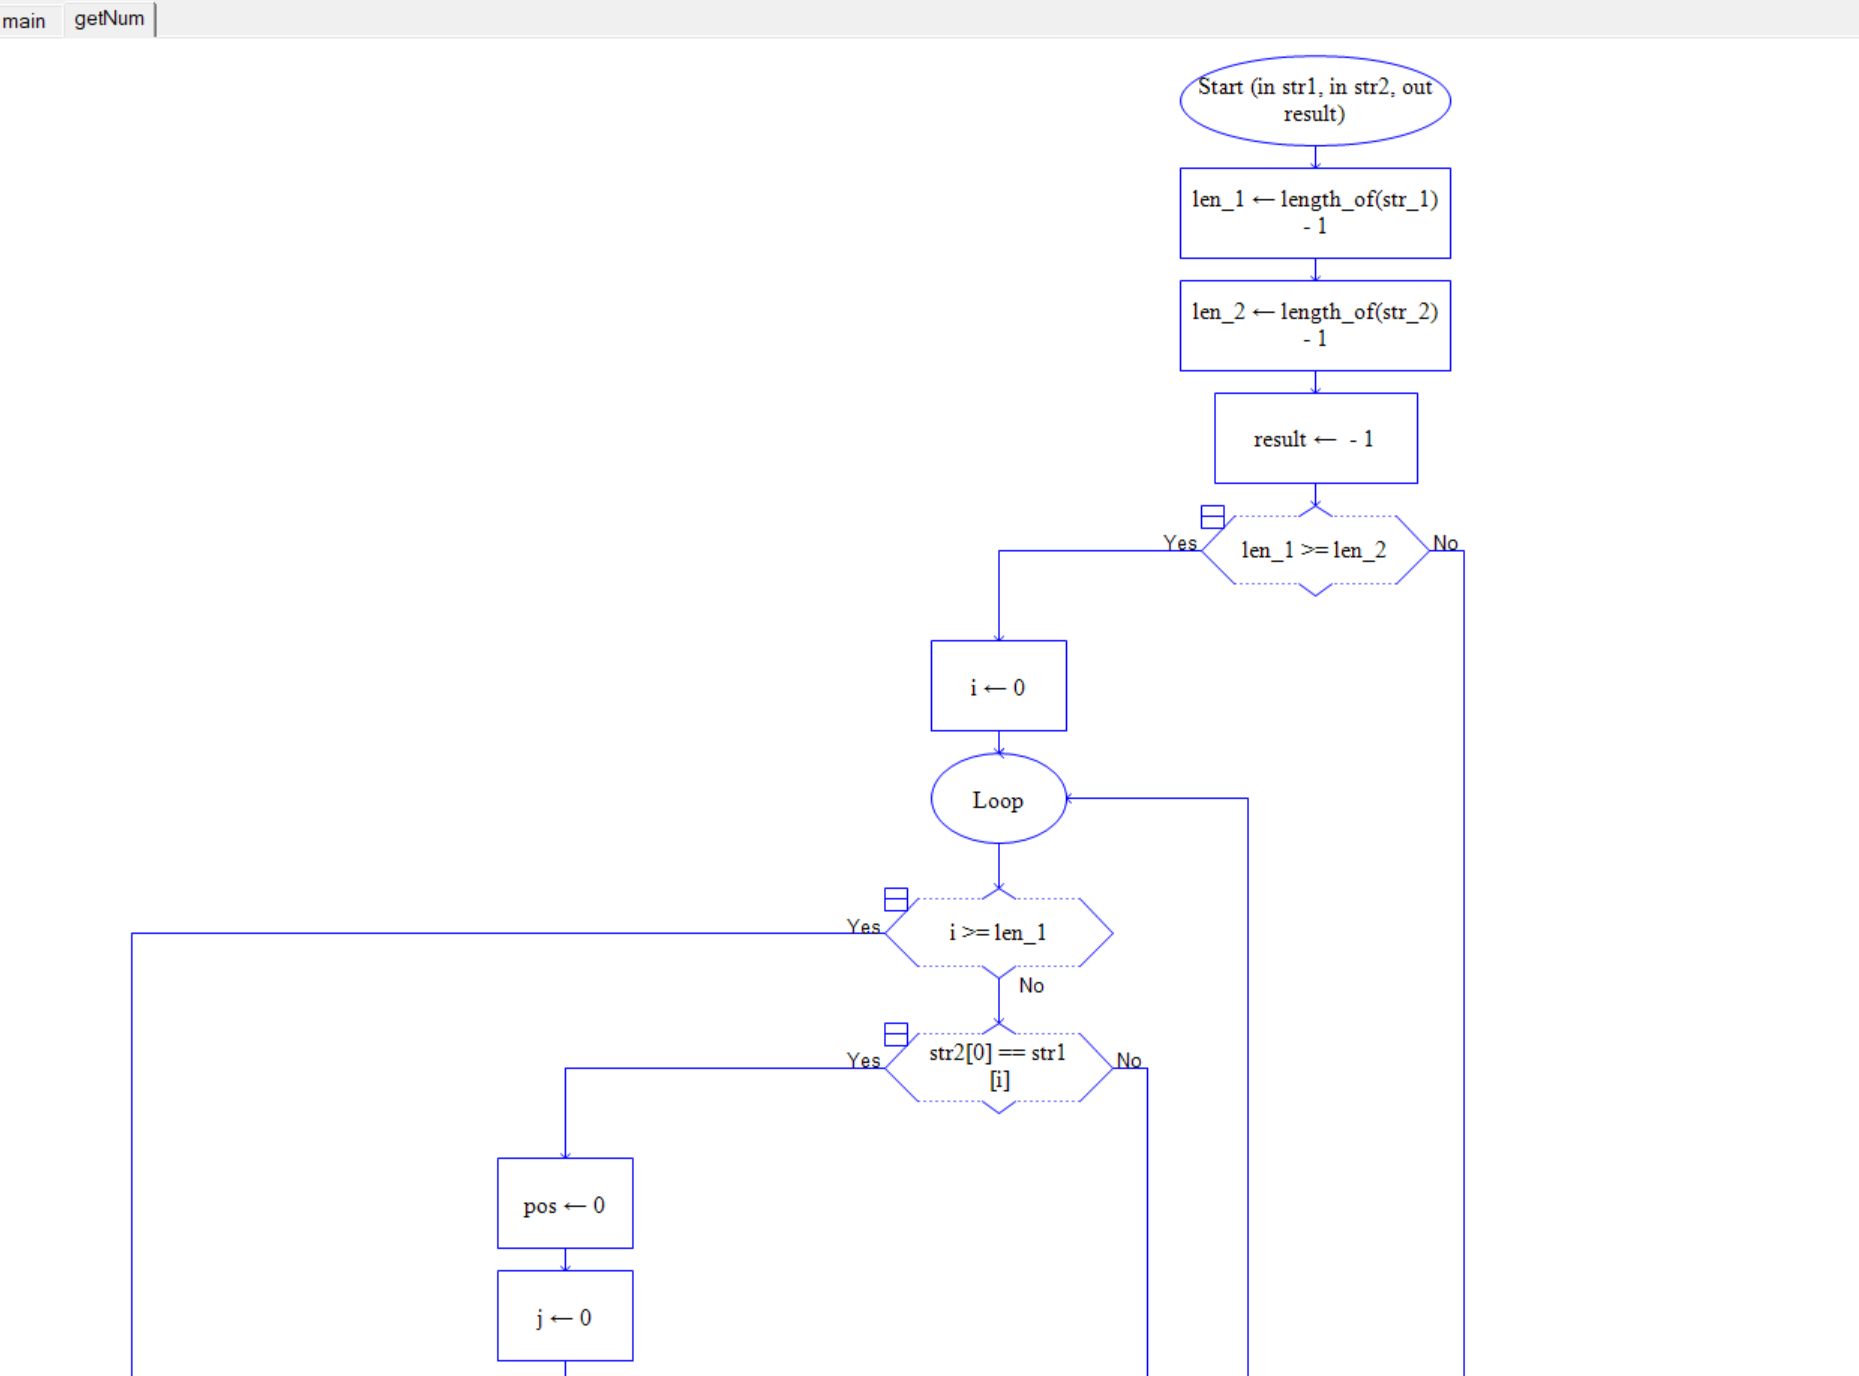 main
getNum
Start (in str1, in str2, out
result)
len_1 ← length_of(str_1)
- 1
len_2 ← length_of(str_2)
- 1
result ← - 1
Yes
len_1 >= len_2
No
i ← 0
Loop
Yes
i >= len_1
No
Yes
str2[0] == str1
[i]
No
pos ← 0
j ← 0